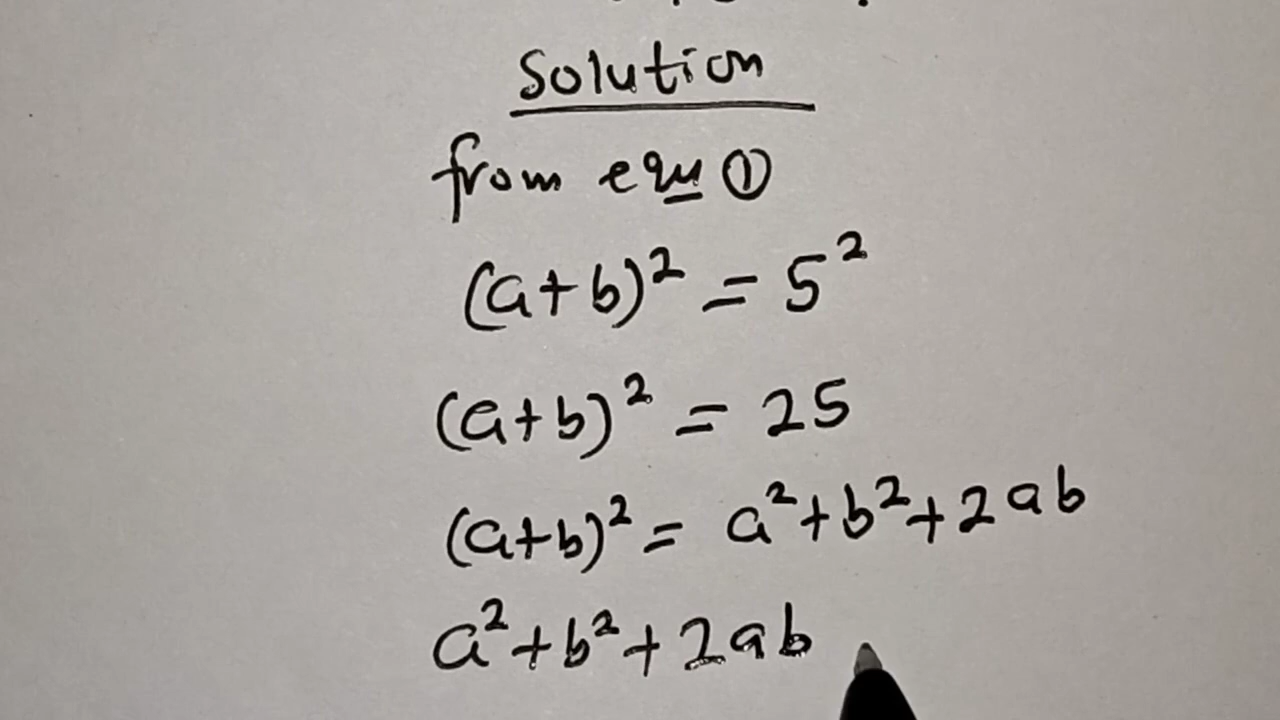 Solution
from equ ①
(a+b)² = 5²
(a+b)² = 25
(a+b)² = a²+b²+2ab
a²+b²+2ab